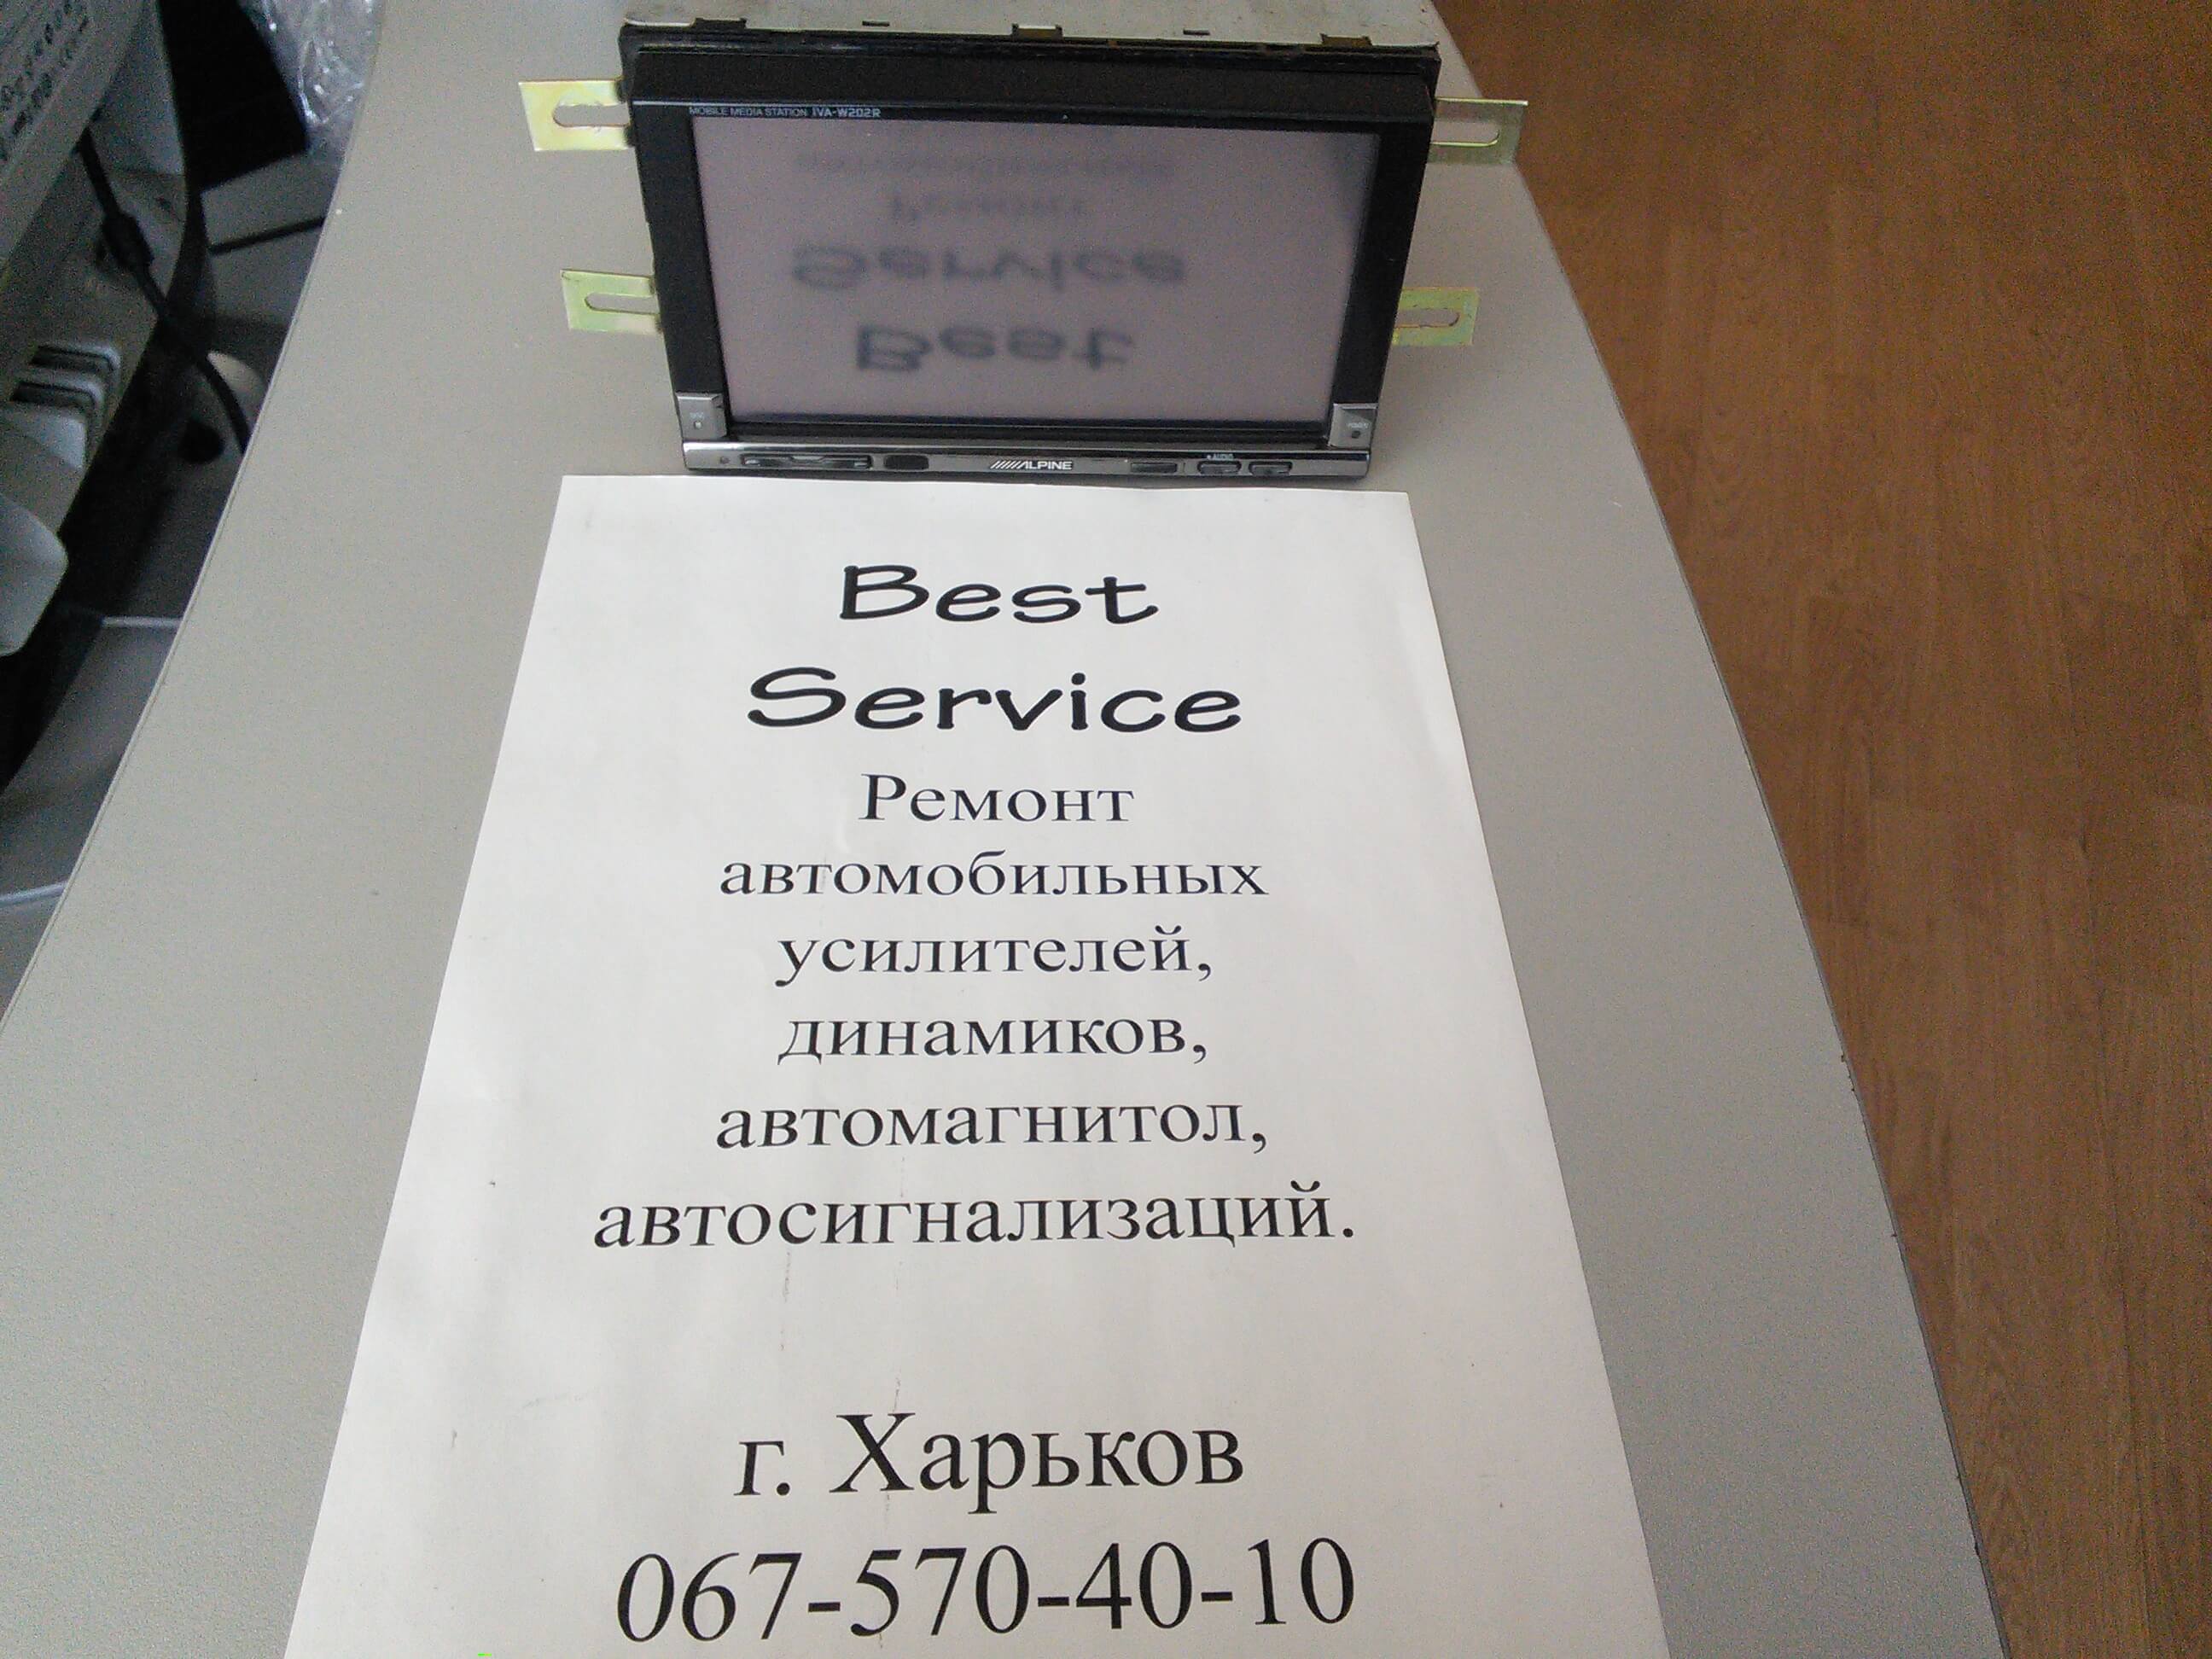 MOBILE MEDIA STATION IVA-W202R
ALPINE
Best
Service
Ремонт
автомобильных
усилителей,
динамиков,
автомагнитол,
автосигнализаций.
г. Харьков
067-570-40-10